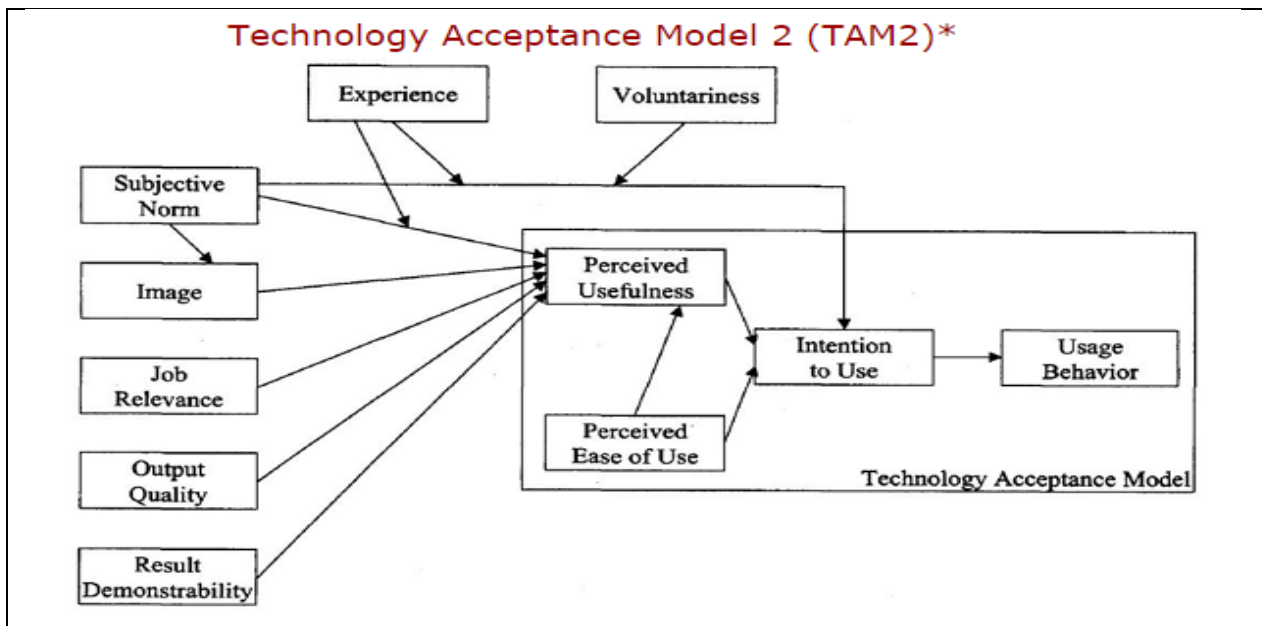 Technology Acceptance Model 2 (TAM2)*
Experience
Voluntariness
Subjective
Norm
Image
Perceived
Usefulness
Job
Relevance
Intention
to Use
Usage
Behavior
Perceived
Ease of Use
Output
Quality
Technology Acceptance Model
Result
Demonstrability